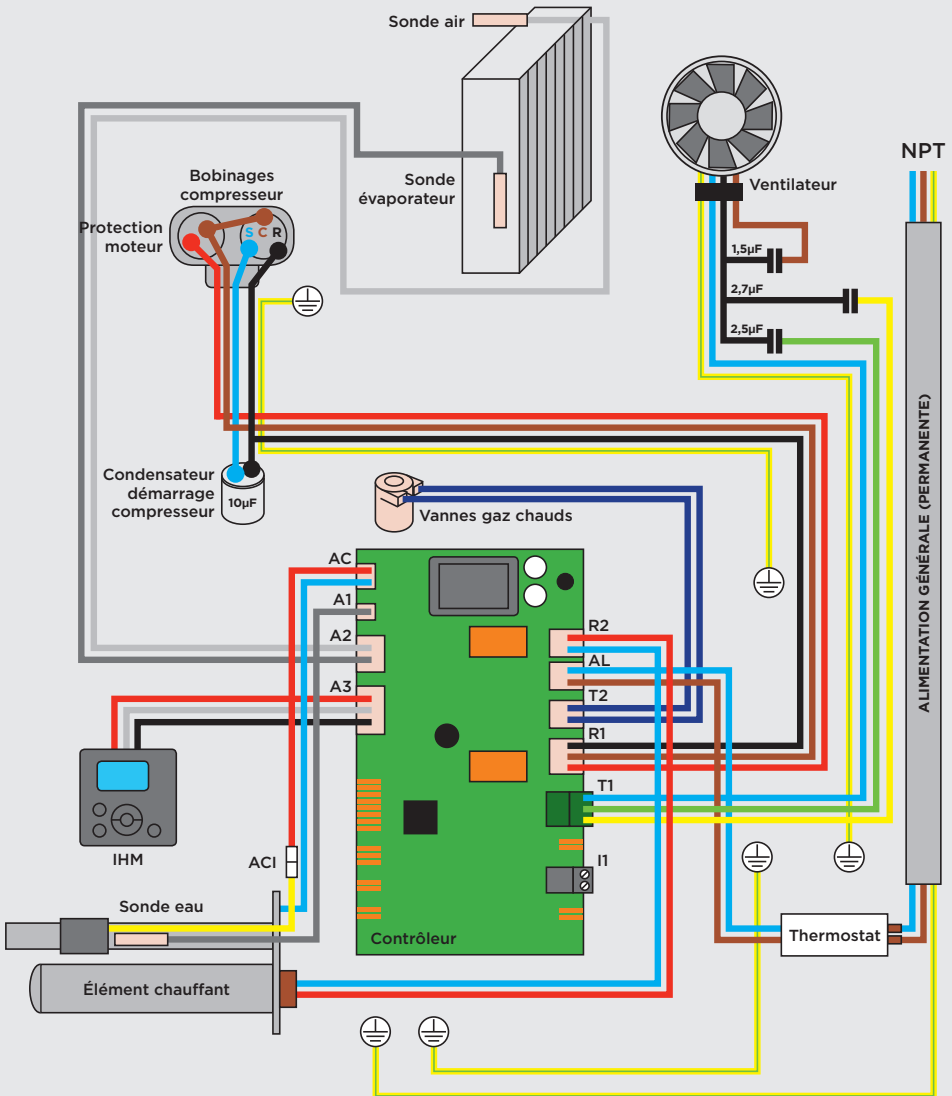 Sonde air
NPT
Bobinages
compresseur
Sonde
évaporateur
Ventilateur
Protection
moteur
S C R
1,5µF
2,7µF
2,5µF
ALIMENTATION GÉNÉRALE (PERMANENTE)
Condensateur
démarrage
compresseur
10µF
Vannes gaz chauds
AC
A1
A2
A3
R2
AL
T2
R1
T1
I1
IHM
ACI
Sonde eau
Contrôleur
Thermostat
Élément chauffant